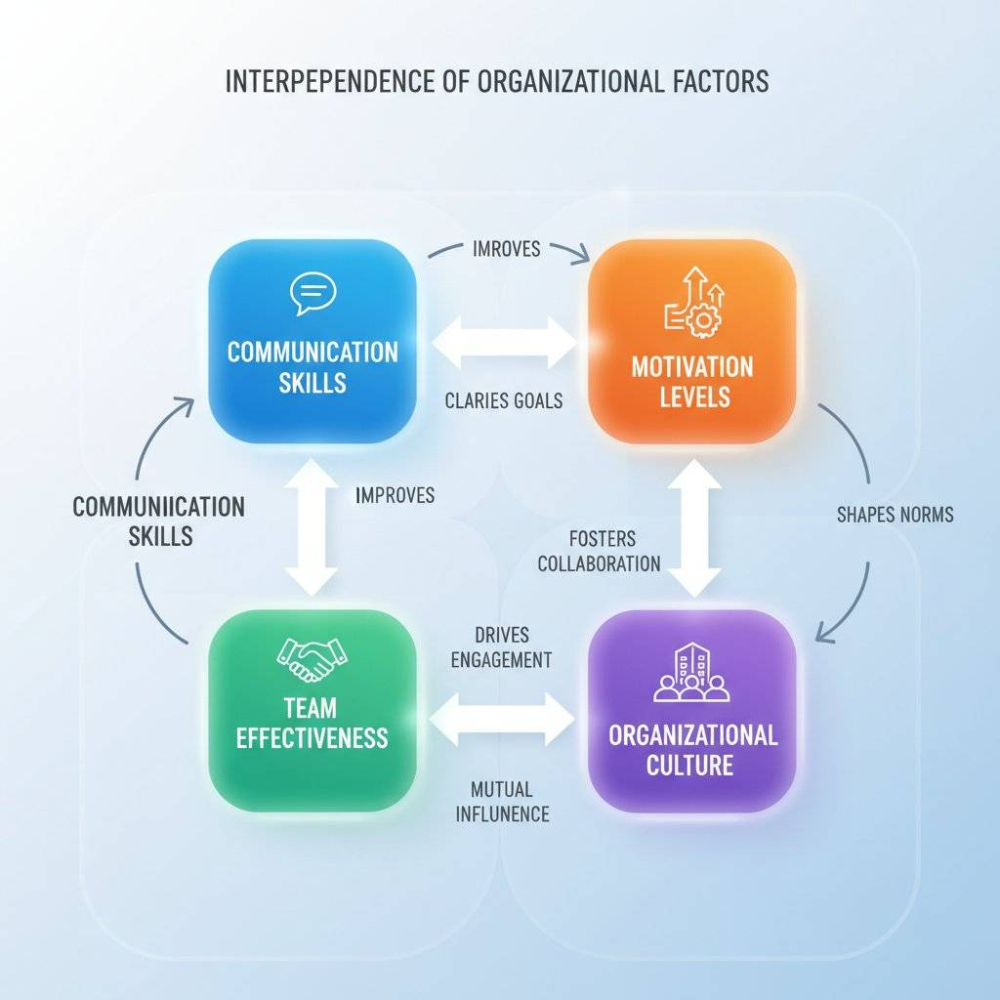 INTERPEPENDENCE OF ORGANIZATIONAL FACTORS
IMROVES
COMMUNICATION
SKILLS
MOTIVATION
LEVELS
CLARIES GOALS
IMPROVES
COMMUNIICATION
SKILLS
SHAPES NORMS
FOSTERS
COLLABORATION
DRIVES
ENGAGEMENT
TEAM
EFFECTIVENESS
ORGANIZATIONAL
CULTURE
MUTUAL
INFLUNENCE